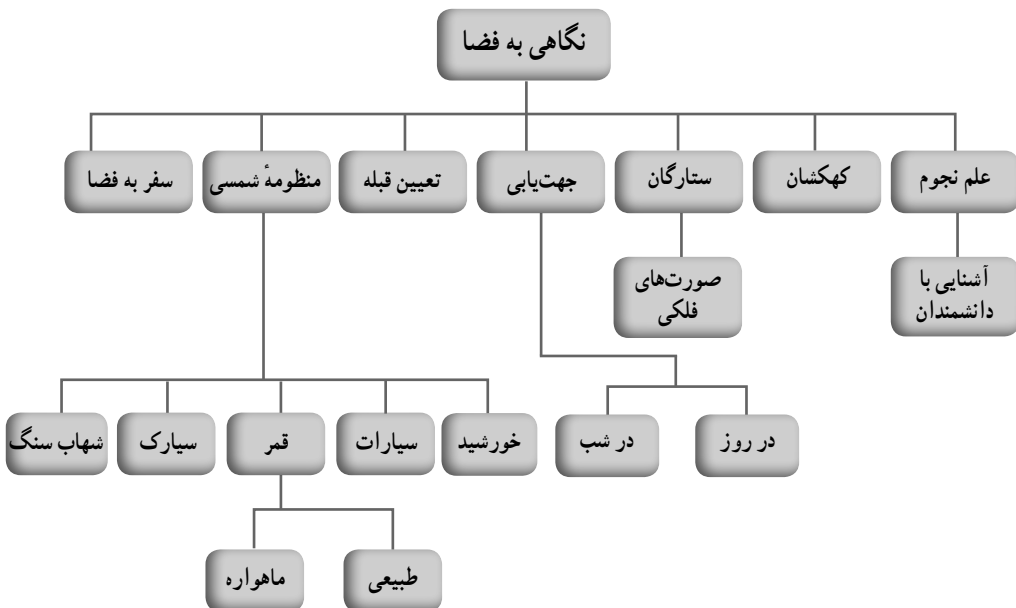 نگاهی به فضا
علم نجوم
کهکشان
ستارگان
جهت‌یابی
تعیین قبله
منظومهٔ شمسی
سفر به فضا
آشنایی با
دانشمندان
صورت‌های
فلکی
در روز
در شب
خورشید
سیارات
قمر
سیارک
شهاب سنگ
طبیعی
ماهواره